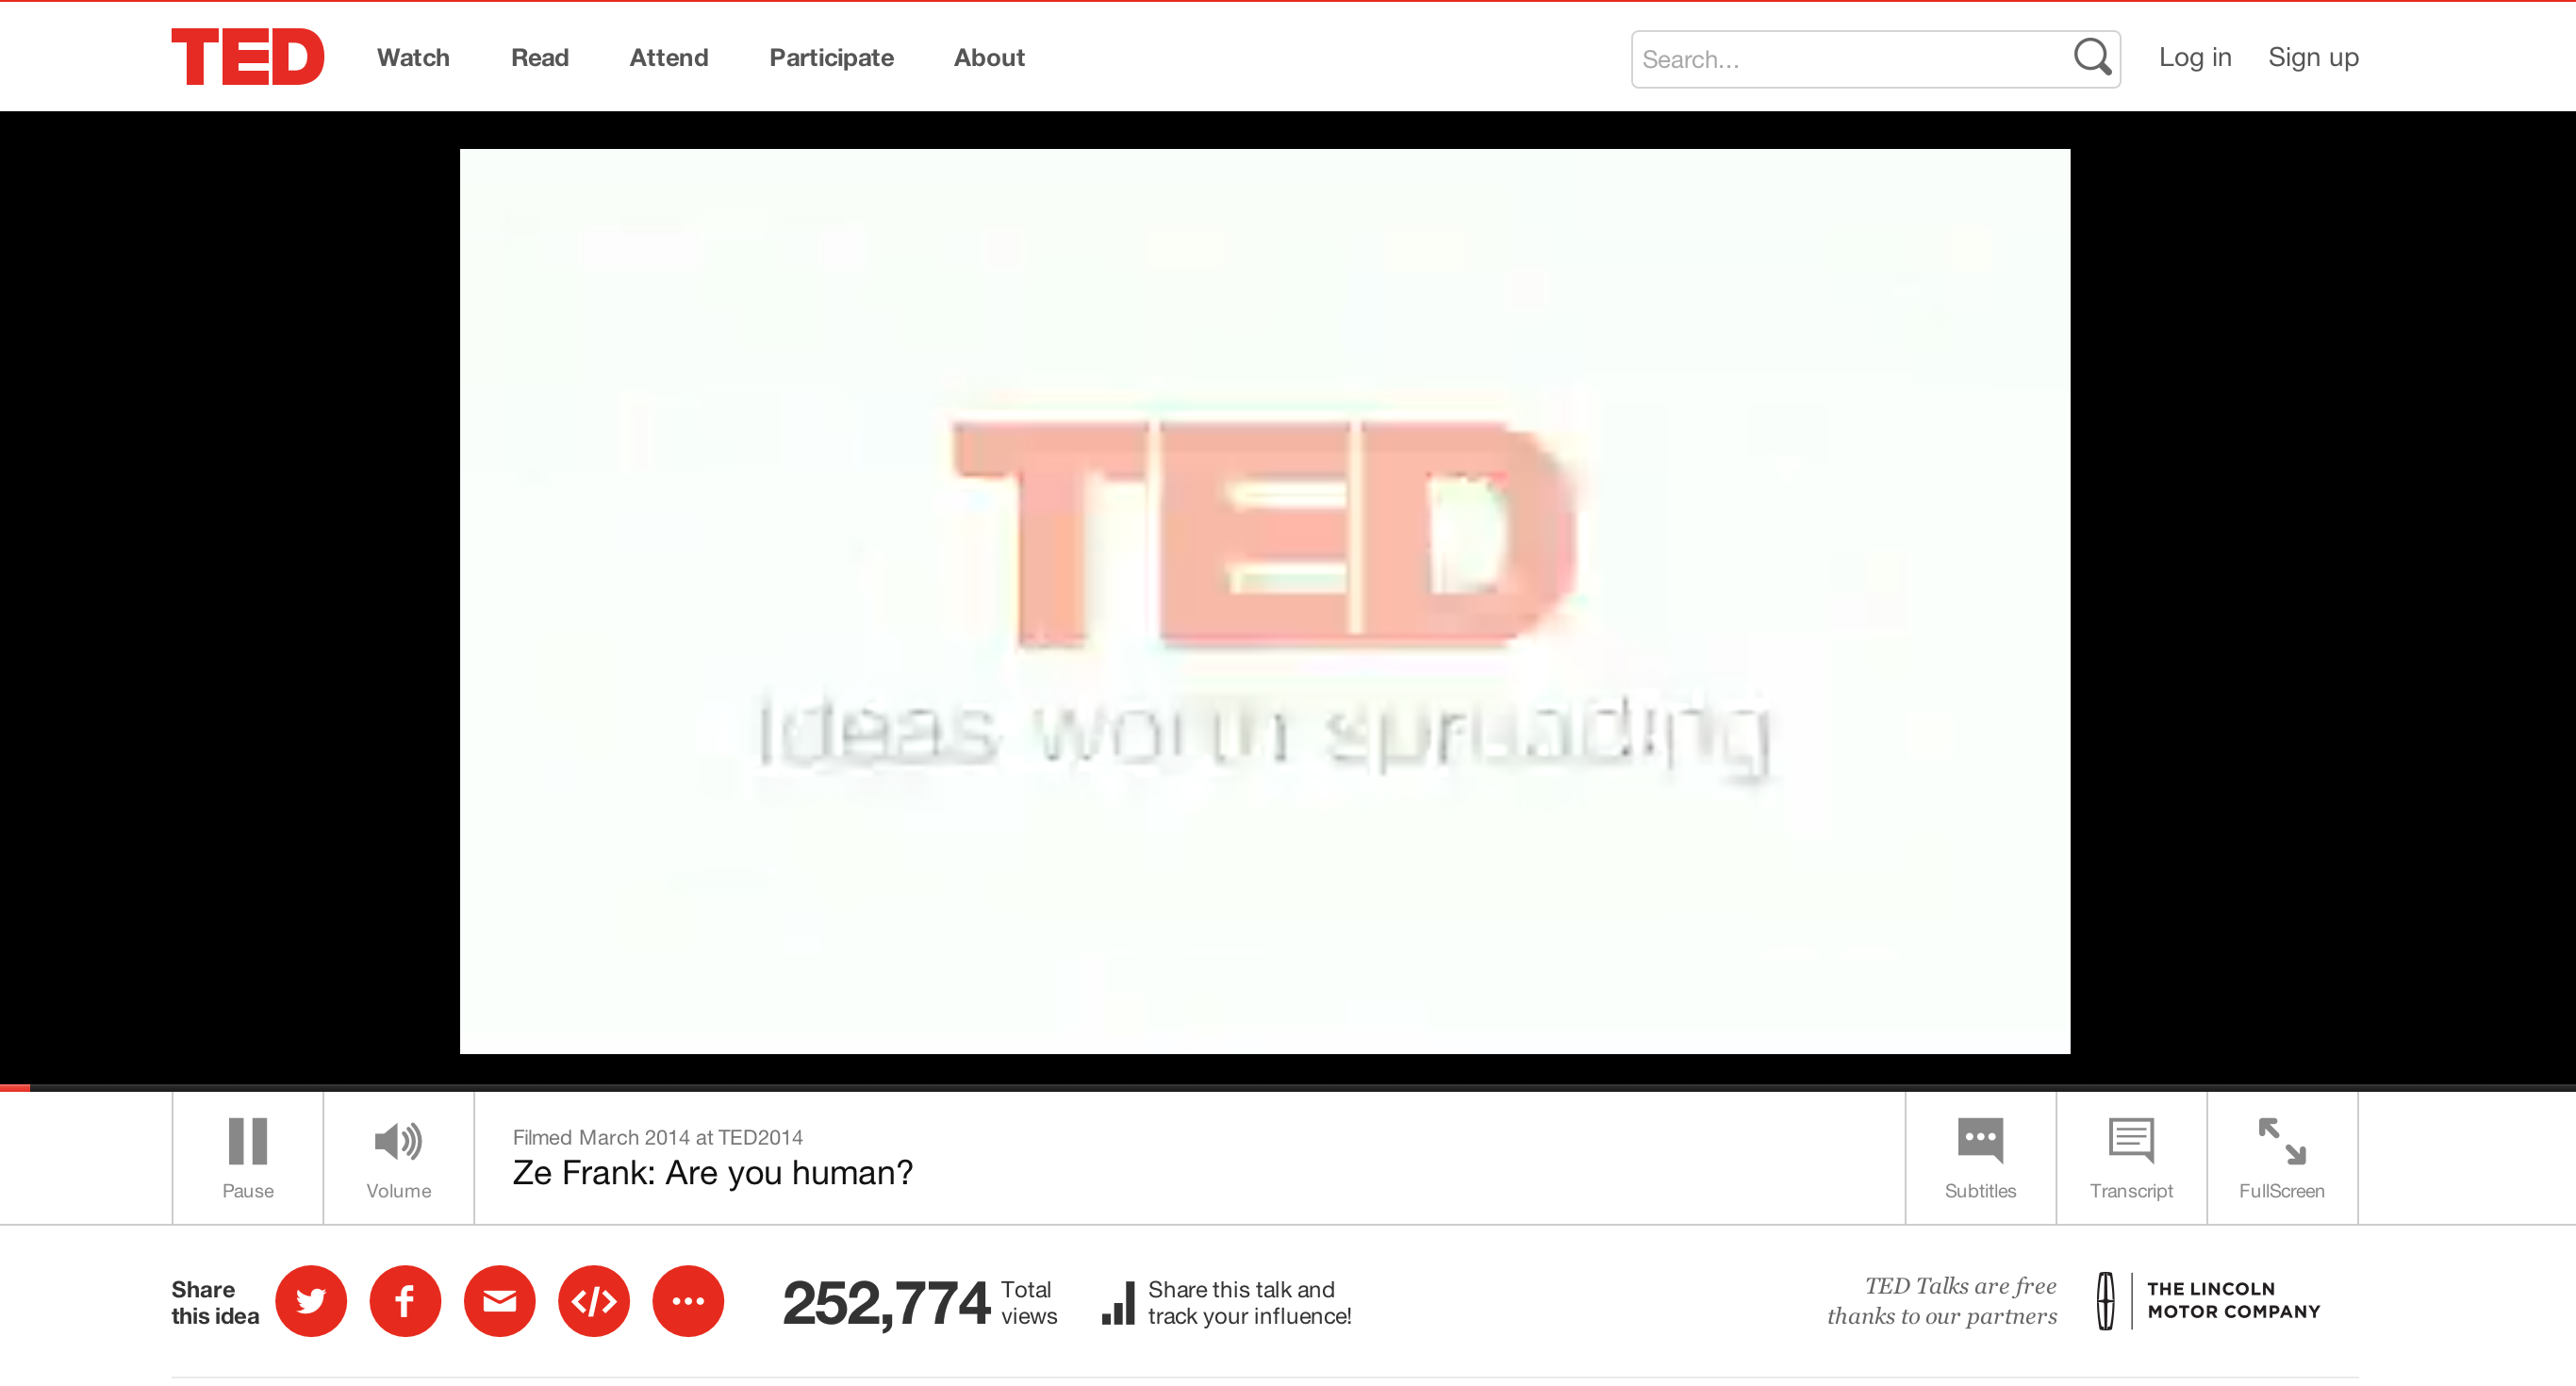 TED Watch Read Attend Participate About Search... Log in Sign up
TED
Ideas worth spreading
Pause Volume
Filmed March 2014 at TED2014
Ze Frank: Are you human?
Subtitles Transcript FullScreen
Share
this idea
252,774 Total
views
Share this talk and
track your influence!
TED Talks are free
thanks to our partners
THE LINCOLN
MOTOR COMPANY